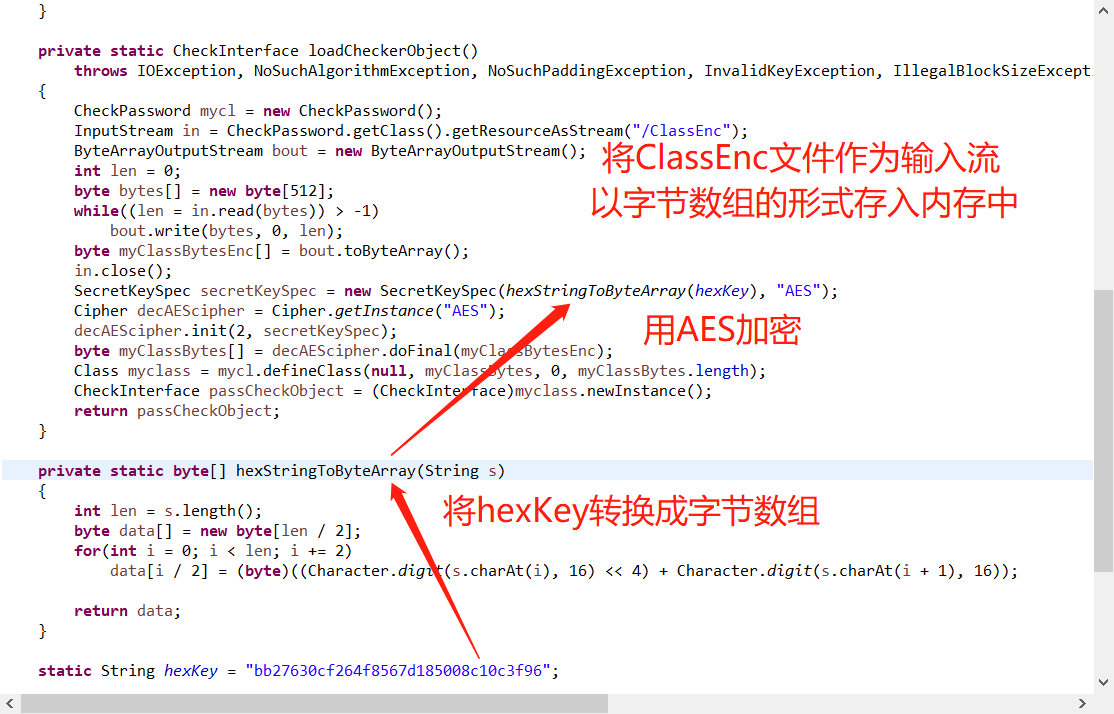 }
private static CheckInterface loadCheckerObject()
throws IOException, NoSuchAlgorithmException, NoSuchPaddingException, InvalidKeyException, IllegalBlockSizeExcepti
{
CheckPassword mycl = new CheckPassword();
InputStream in = CheckPassword.getClass().getResourceAsStream("/ClassEnc");
ByteArrayOutputStream bout = new ByteArrayOutputStream();
将ClassEnc文件作为输入流
int len = 0;
byte bytes[] = new byte[512];
以字节数组的形式存入内存中
while((len = in.read(bytes)) > -1)
bout.write(bytes, 0, len);
byte myClassBytesEnc[] = bout.toByteArray();
in.close();
SecretKeySpec secretKeySpec = new SecretKeySpec(hexStringToByteArray(hexKey), "AES");
Cipher decAEScipher = Cipher.getInstance("AES");
用AES加密
decAEScipher.init(2, secretKeySpec);
byte myClassBytes[] = decAEScipher.doFinal(myClassBytesEnc);
Class myclass = mycl.defineClass(null, myClassBytes, 0, myClassBytes.length);
CheckInterface passCheckObject = (CheckInterface)myclass.newInstance();
return passCheckObject;
}
private static byte[] hexStringToByteArray(String s)
{
将hexKey转换成字节数组
int len = s.length();
byte data[] = new byte[len / 2];
for(int i = 0; i < len; i += 2)
data[i / 2] = (byte)((Character.digit(s.charAt(i), 16) << 4) + Character.digit(s.charAt(i + 1), 16));
return data;
}
static String hexKey = "bb27630cf264f8567d185008c10c3f96";